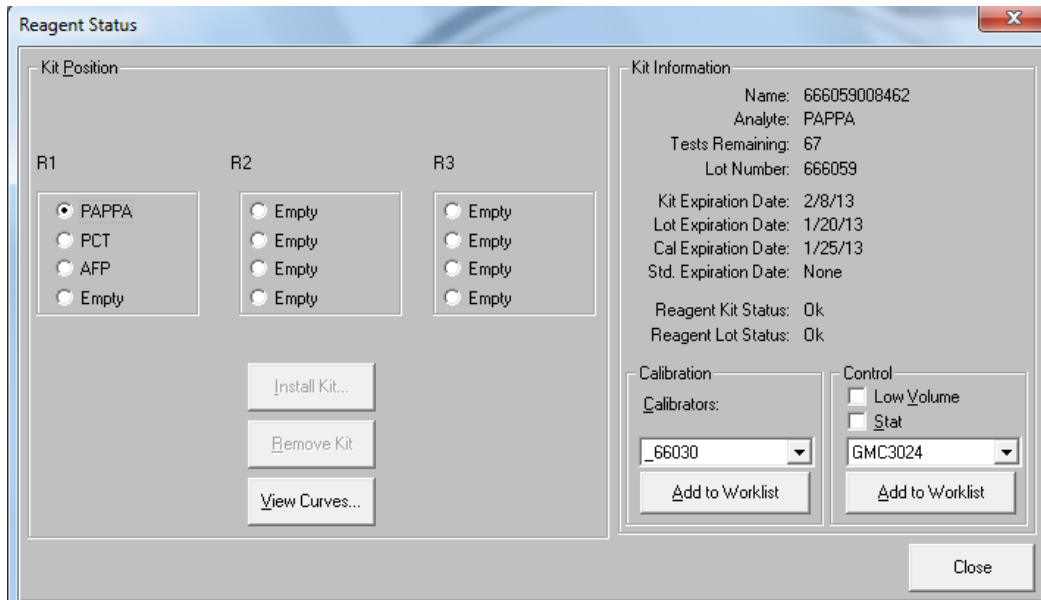 Reagent Status
x
Kit Position
R1
R2
R3
PAPPA
PCT
AFP
Empty
Empty
Empty
Empty
Empty
Empty
Empty
Empty
Empty
Install Kit...
Remove Kit
View Curves...
Kit Information
Name: 666059008462
Analyte: PAPPA
Tests Remaining: 67
Lot Number: 666059
Kit Expiration Date: 2/8/13
Lot Expiration Date: 1/20/13
Cal Expiration Date: 1/25/13
Std. Expiration Date: None
Reagent Kit Status: Ok
Reagent Lot Status: Ok
Calibration
Calibrators:
_66030
Add to Worklist
Control
Low Volume
Stat
GMC3024
Add to Worklist
Close